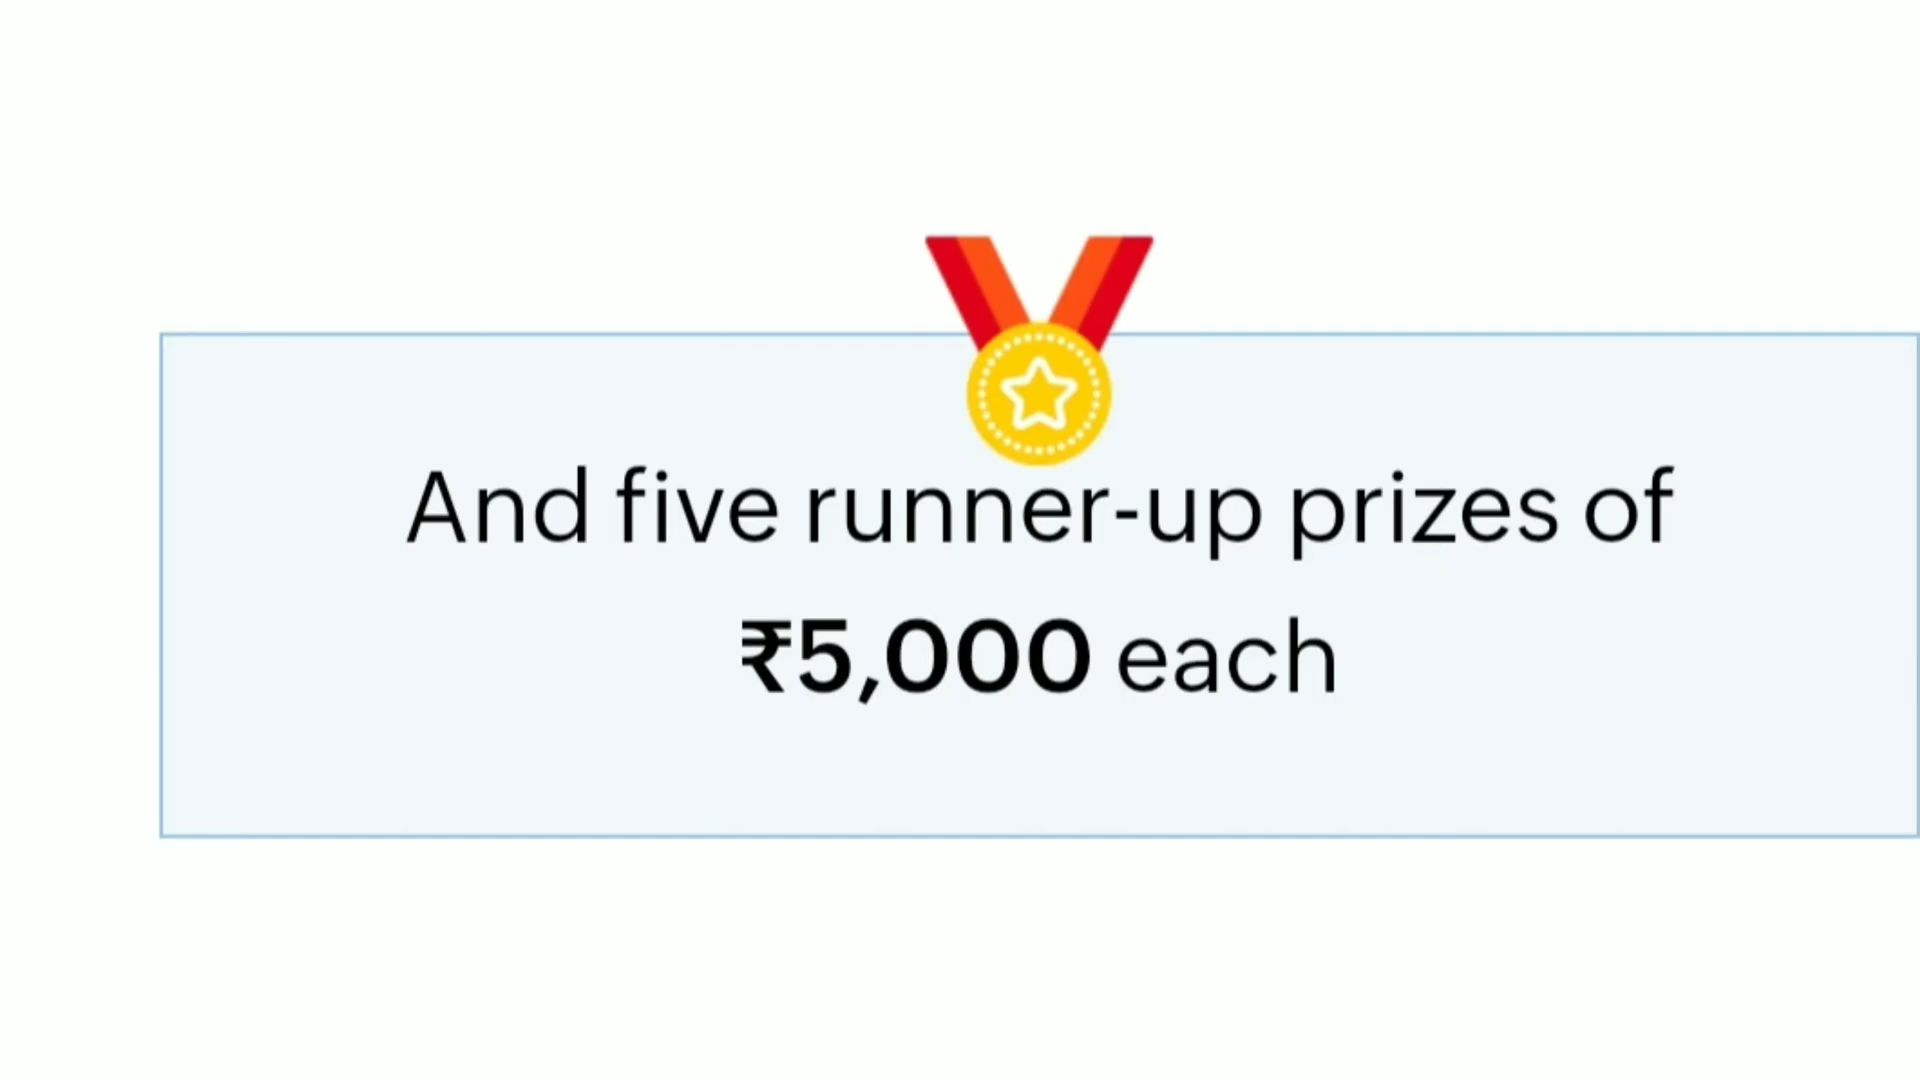 And five runner-up prizes of
₹5,000 each